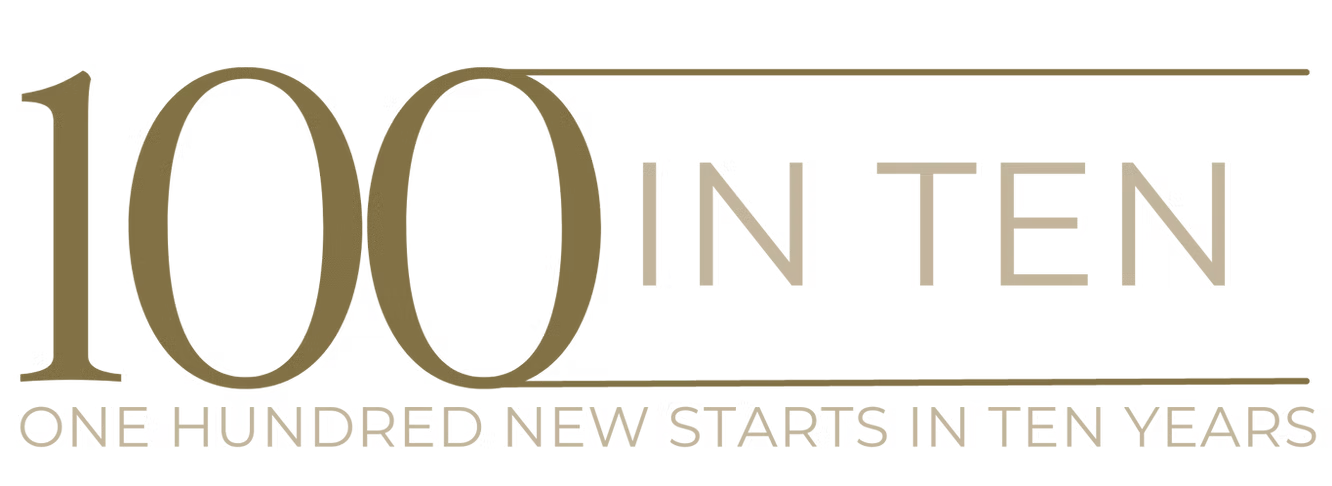 100 IN TEN
ONE HUNDRED NEW STARTS IN TEN YEARS